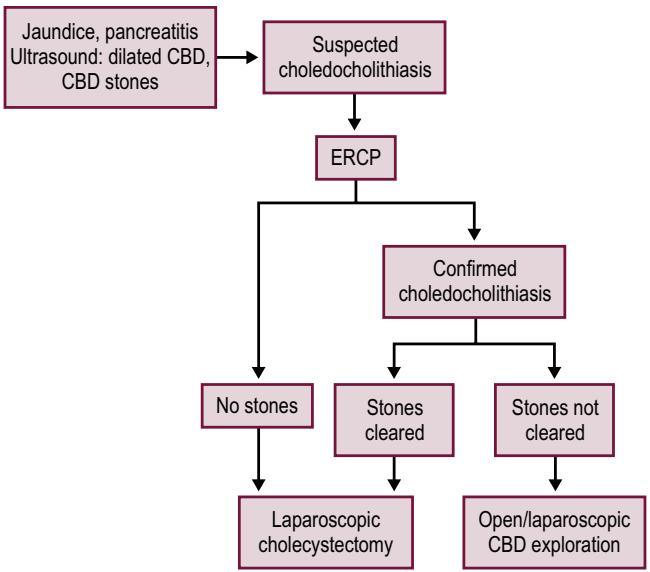 Jaundice, pancreatitis
Ultrasound: dilated CBD,
CBD stones
Suspected
choledocholithiasis
ERCP
Confirmed
choledocholithiasis
No stones
Stones
cleared
Stones not
cleared
Laparoscopic
cholecystectomy
Open/laparoscopic
CBD exploration